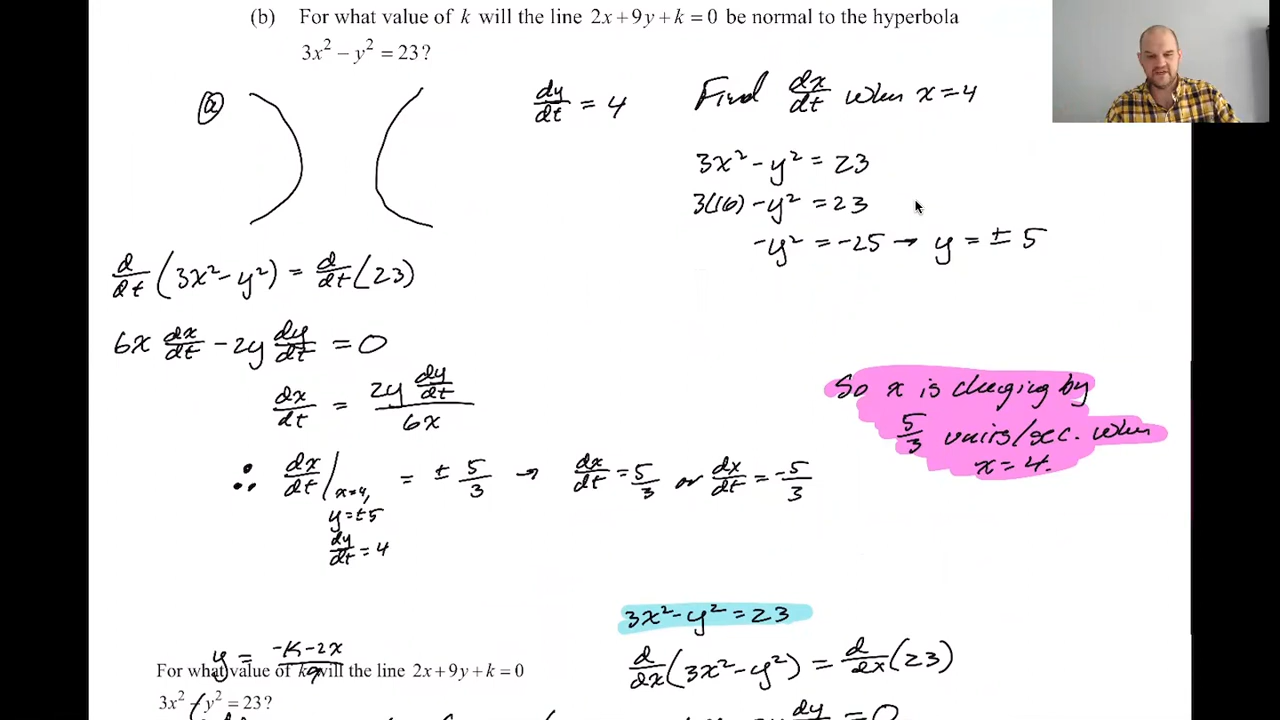 (b) For what value of k will the line 2x+9y+k=0 be normal to the hyperbola
3x² − y² = 23?
(a)
dy/dt = 4
Find dx/dt when x=4
3x² - y² = 23
3(16) - y² = 23
-y² = -25 → y = ± 5
d/dt (3x² - y²) = d/dt (23)
6x dx/dt - 2y dy/dt = 0
dx/dt = 2y dy/dt / 6x
So x is changing by
5/3 units/sec. when
x=4.
∴ dx/dt | x=4, y=±5 dy/dt = 4 = ± 5/3 → dx/dt = 5/3 or dx/dt = -5/3
3x² - y² = 23
d/dx (3x² - y²) = d/dx (23)
y = -k-2x / 9
For what value of k will the line 2x+9y+k=0
3x² − y² = 23?
dy = 0